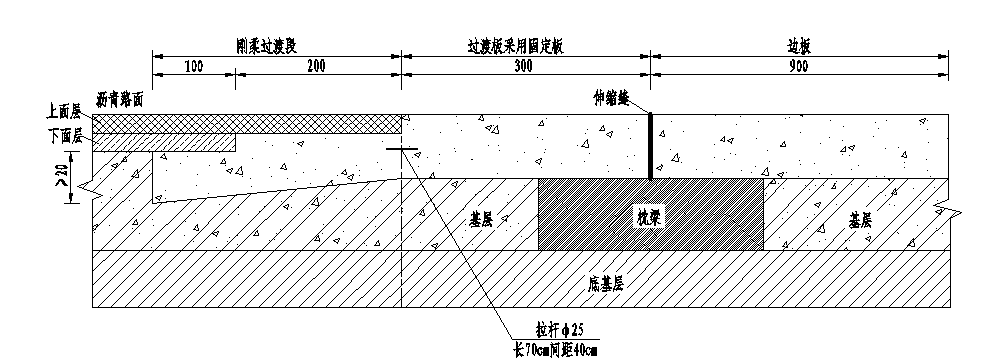 刚柔过渡段
过渡板采用固定板
边板
100
200
300
900
沥青路面
伸缩缝
上面层
下面层
>20
基层
枕梁
基层
底基层
拉杆ф25
长70cm间距40cm